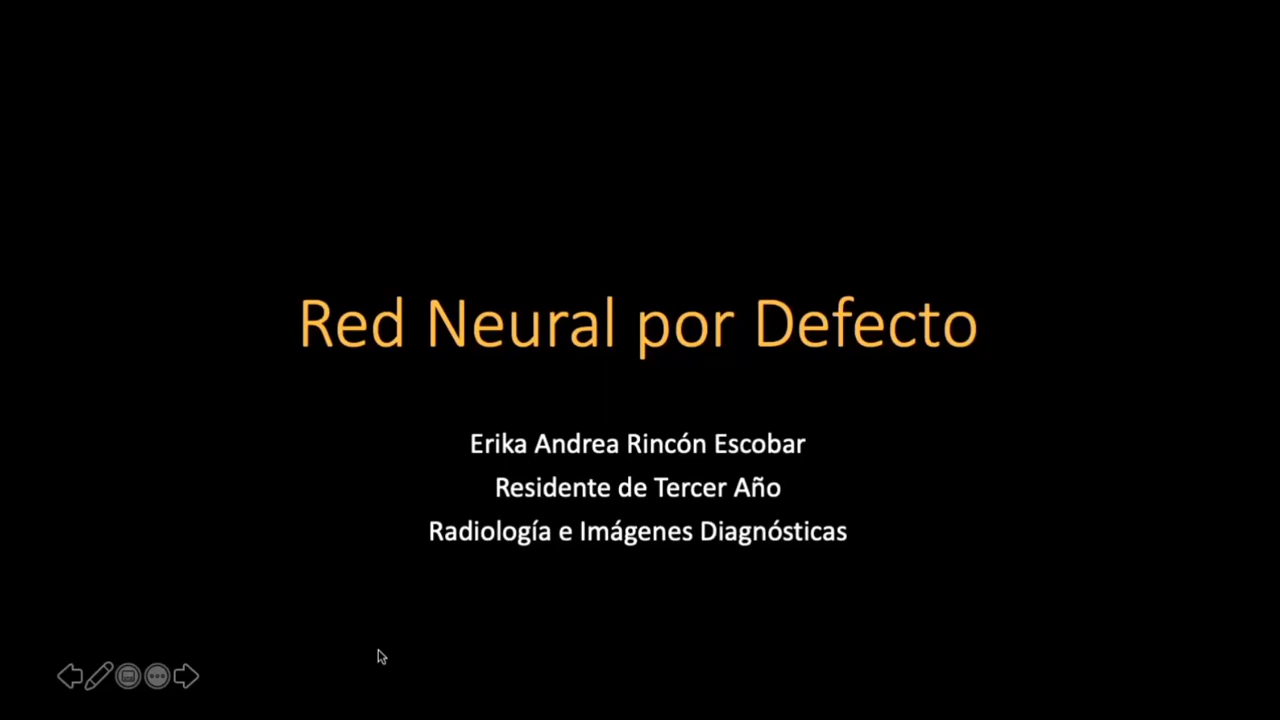 Red Neural por Defecto
Erika Andrea Rincón Escobar
Residente de Tercer Año
Radiología e Imágenes Diagnósticas